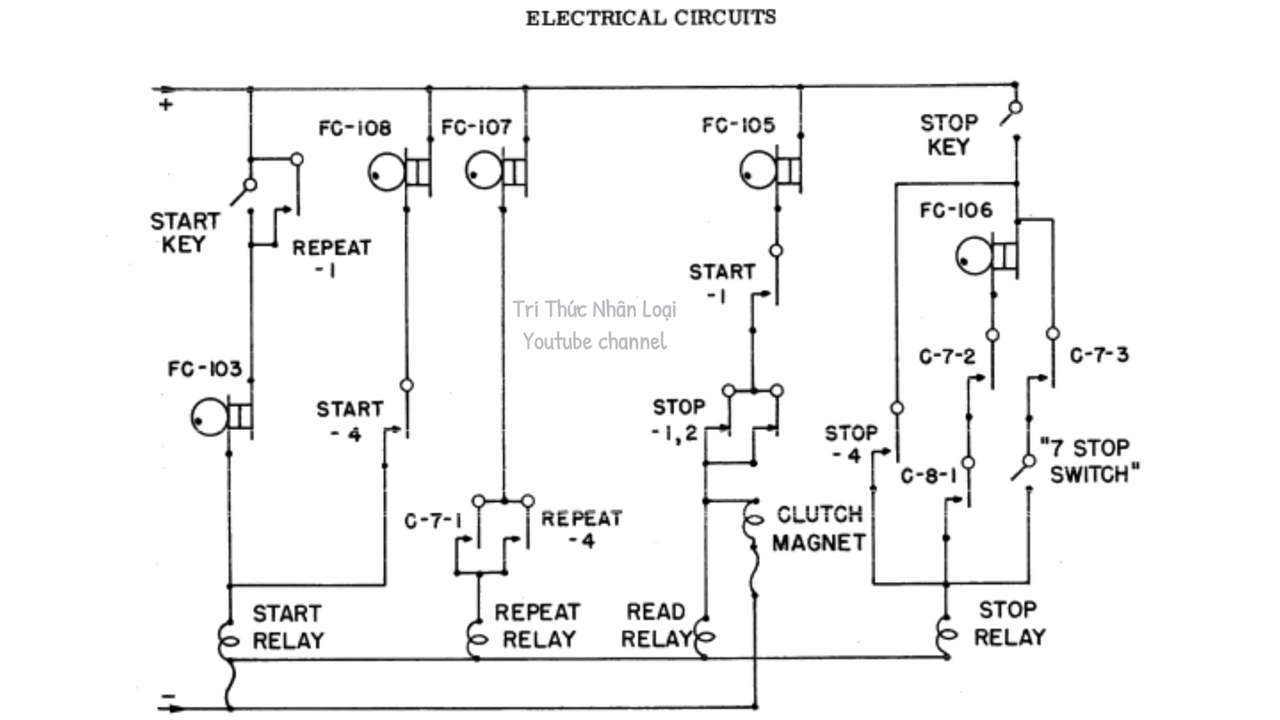 ELECTRICAL CIRCUITS
+
FC-108
FC-107
FC-105
STOP
KEY
START
KEY
REPEAT
-1
FC-106
START
-1
Tri Thức Nhân Loại
Youtube channel
FC-103
C-7-2
C-7-3
START
-4
STOP
-1,2
STOP
-4
C-8-1
"7 STOP
SWITCH"
C-7-1
REPEAT
-4
CLUTCH
MAGNET
START
RELAY
REPEAT
RELAY
READ
RELAY
STOP
RELAY
-